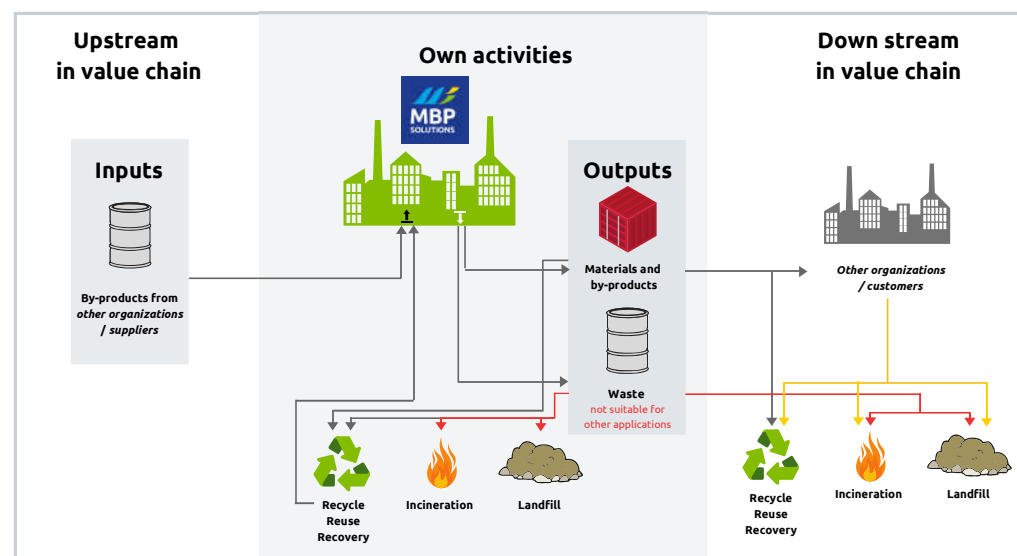 Upstream
in value chain
Own activities
Down stream
in value chain
MBP
SOLUTIONS
Inputs
By-products from
other organizations
/ suppliers
Outputs
Materials and
by-products
Waste
not suitable for
other applications
Other organizations
/ customers
Recycle
Reuse
Recovery
Incineration
Landfill
Recycle
Reuse
Recovery
Incineration
Landfill